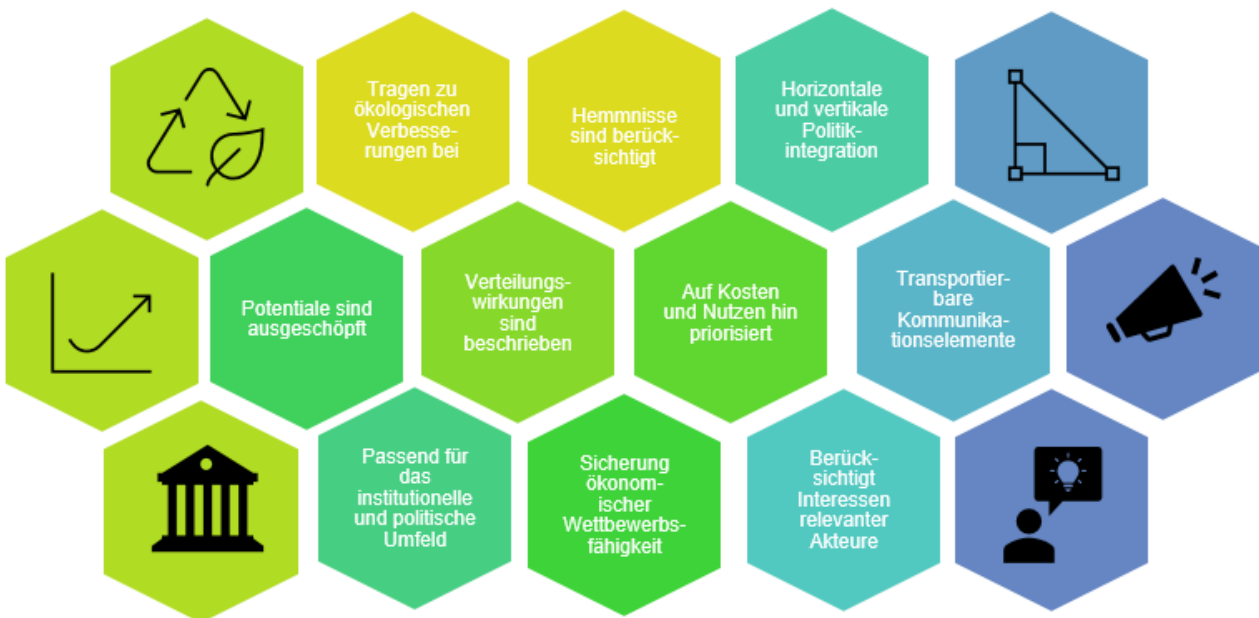 Tragen zu
ökologischen
Verbesse-
rungen bei
Hemmnisse
sind berück-
sichtigt
Horizontale
und vertikale
Politik-
integration
Potentiale sind
ausgeschöpft
Verteilungs-
wirkungen
sind
beschrieben
Auf Kosten
und Nutzen hin
priorisiert
Transportier-
bare
Kommunika-
tionselemente
Passend für
das
institutionelle
und politische
Umfeld
Sicherung
ökonom-
ischer
Wettbewerbs-
fähigkeit
Berück-
sichtigt
Interessen
relevanter
Akteure